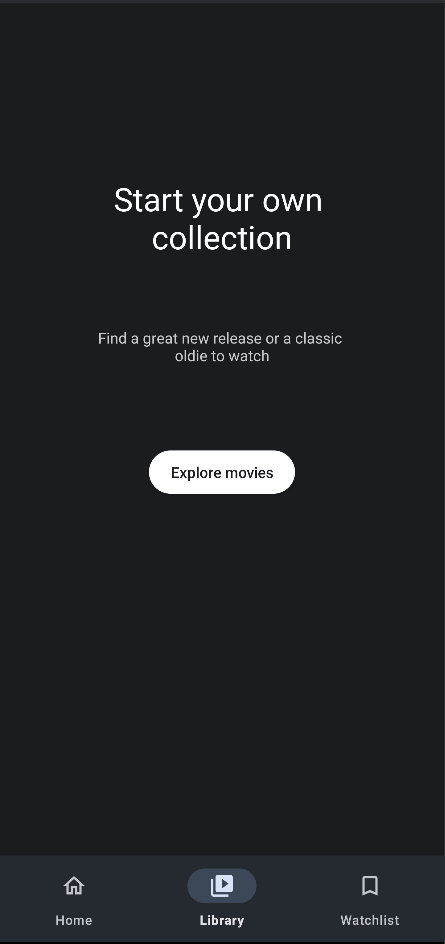 Start your own
collection
Find a great new release or a classic
oldie to watch
Explore movies
Home
Library
Watchlist